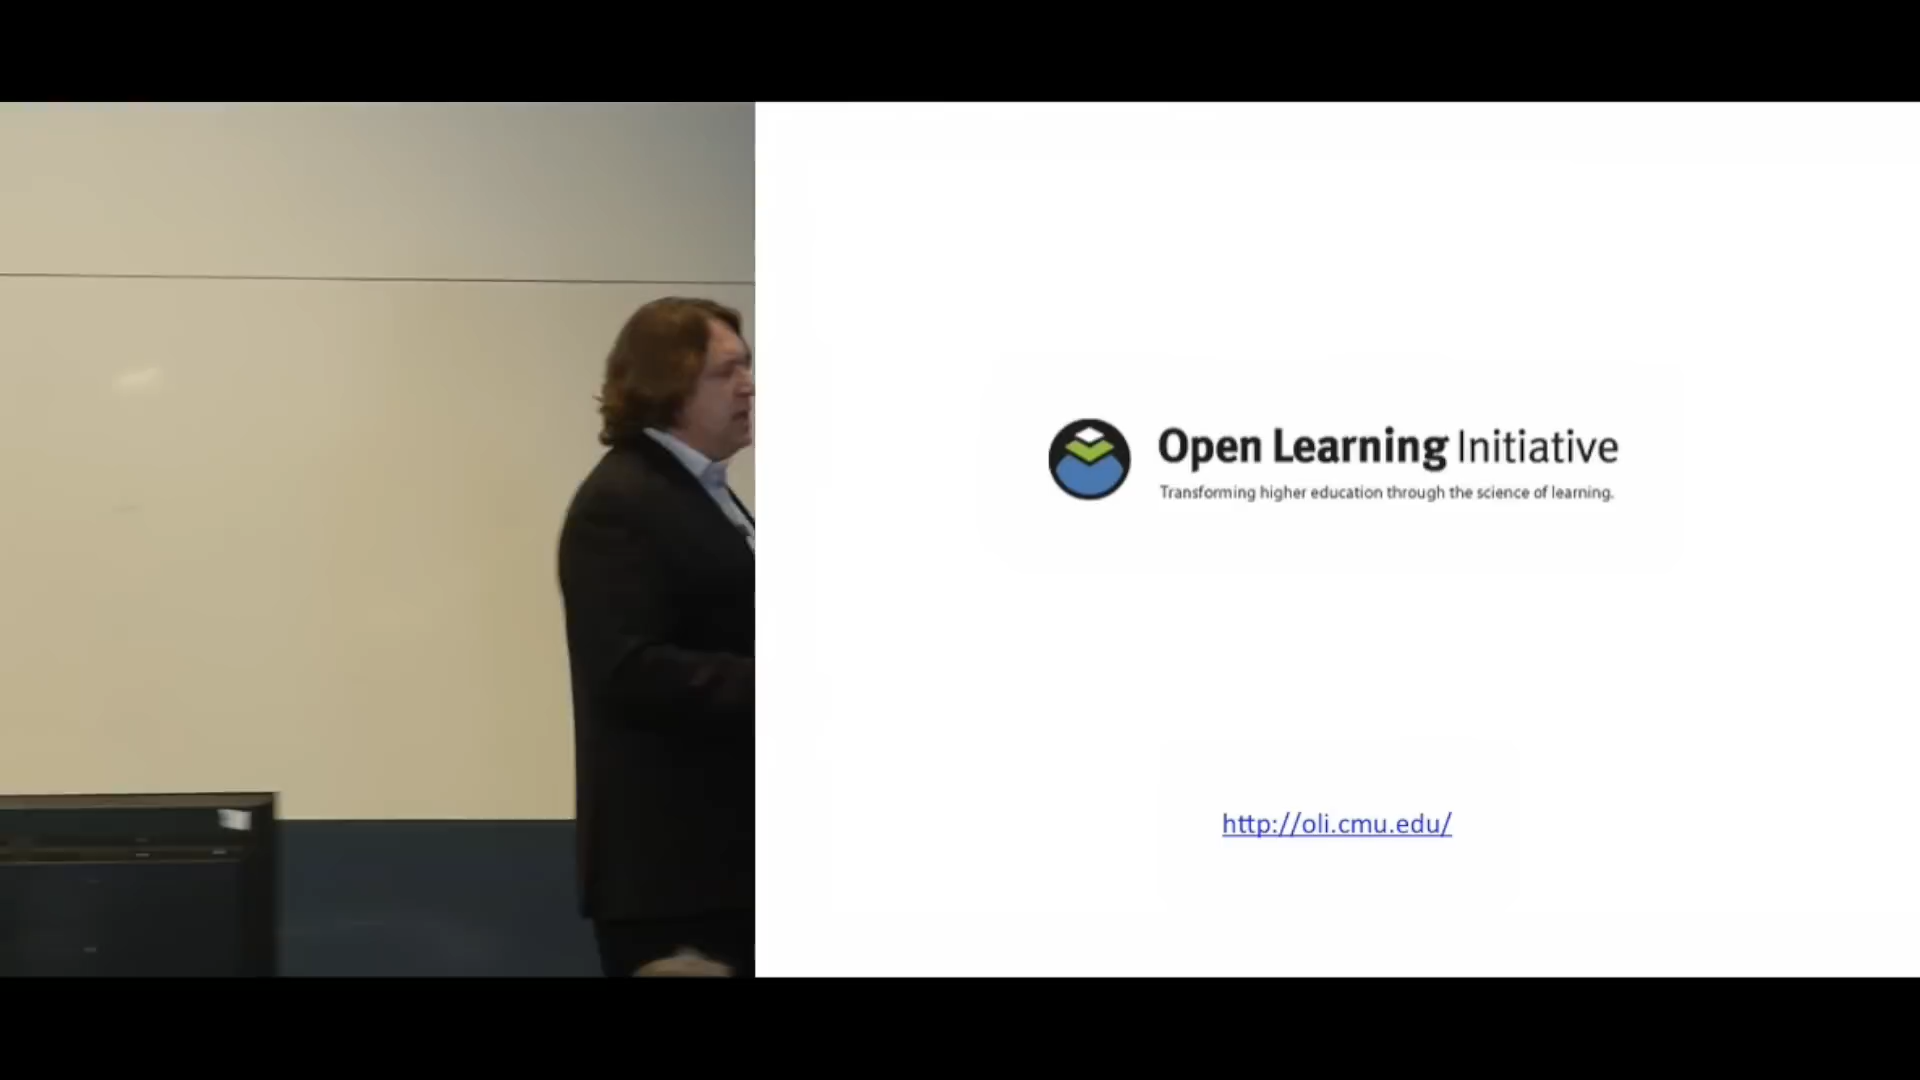 Open Learning Initiative
Transforming higher education through the science of learning.
http://oli.cmu.edu/